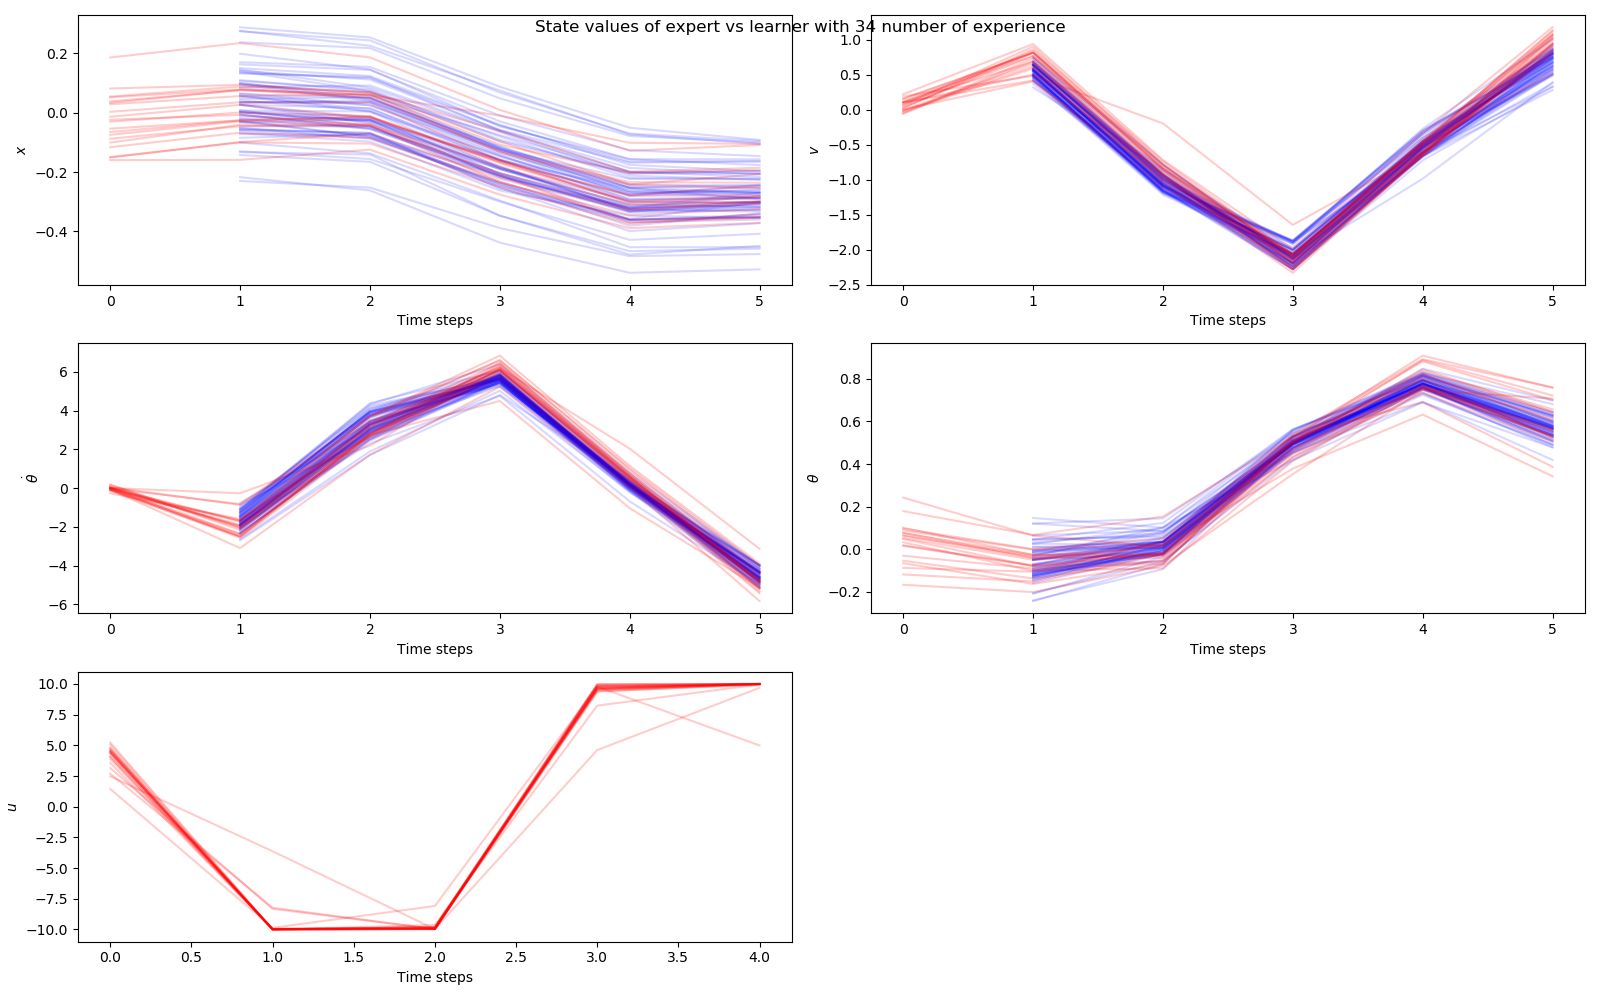 State values of expert vs learner with 34 number of experience
0.2
0.0
−0.2
−0.4
x
0 1 2 3 4 5
Time steps
1.0
0.5
0.0
−0.5
−1.0
−1.5
−2.0
−2.5
v
0 1 2 3 4 5
Time steps
6
4
2
0
−2
−4
−6
θ̇
0 1 2 3 4 5
Time steps
0.8
0.6
0.4
0.2
0.0
−0.2
θ
0 1 2 3 4 5
Time steps
10.0
7.5
5.0
2.5
0.0
−2.5
−5.0
−7.5
−10.0
u
0.0 0.5 1.0 1.5 2.0 2.5 3.0 3.5 4.0
Time steps